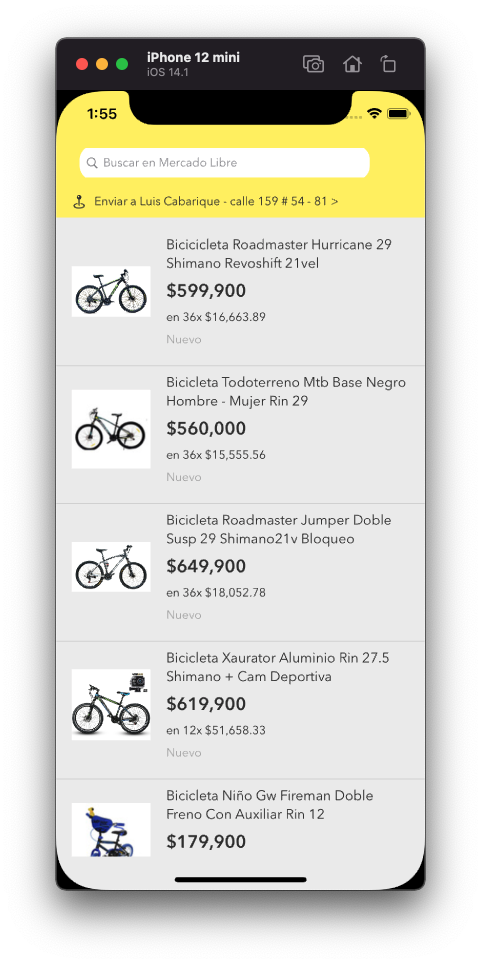 iPhone 12 mini
iOS 14.1
1:55
Buscar en Mercado Libre
Enviar a Luis Cabarique - calle 159 # 54 - 81 >
Bicicicleta Roadmaster Hurricane 29
Shimano Revoshift 21vel
$599,900
en 36x $16,663.89
Nuevo
Bicicleta Todoterreno Mtb Base Negro
Hombre - Mujer Rin 29
$560,000
en 36x $15,555.56
Nuevo
Bicicleta Roadmaster Jumper Doble
Susp 29 Shimano21v Bloqueo
$649,900
en 36x $18,052.78
Nuevo
Bicicleta Xaurator Aluminio Rin 27.5
Shimano + Cam Deportiva
$619,900
en 12x $51,658.33
Nuevo
Bicicleta Niño Gw Fireman Doble
Freno Con Auxiliar Rin 12
$179,900